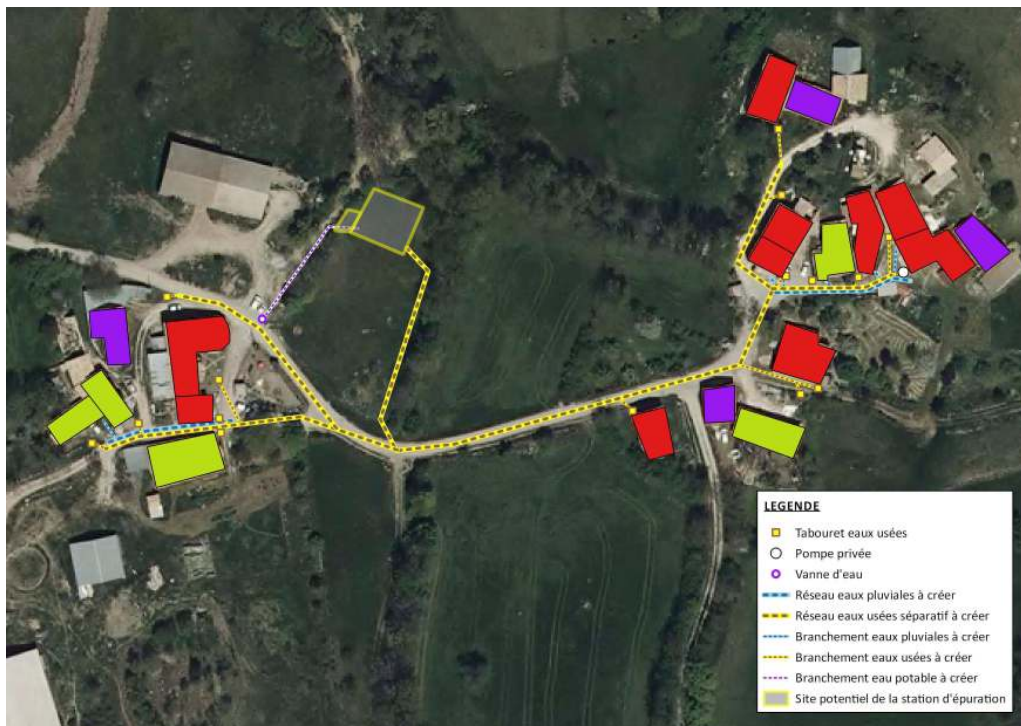 LEGENDE
Tabouret eaux usées
Pompe privée
Vanne d'eau
Réseau eaux pluviales à créer
Réseau eaux usées séparatif à créer
Branchement eaux pluviales à créer
Branchement eaux usées à créer
Branchement eau potable à créer
Site potentiel de la station d'épuration